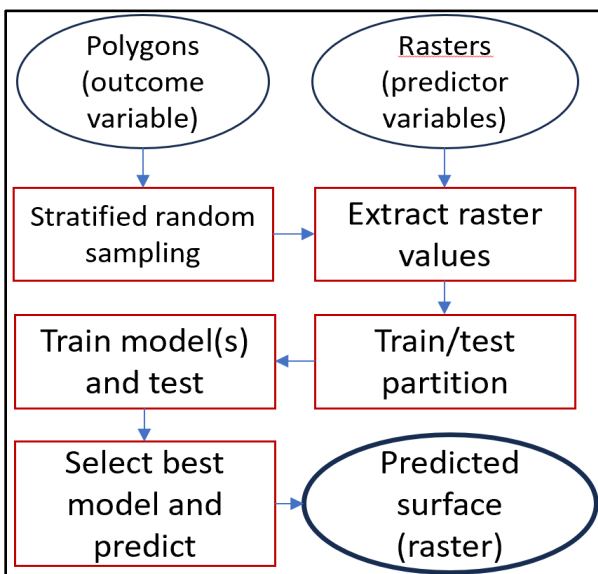 Polygons
(outcome
variable)
Rasters
(predictor
variables)
Stratified random
sampling
Extract raster
values
Train model(s)
and test
Train/test
partition
Select best
model and
predict
Predicted
surface
(raster)